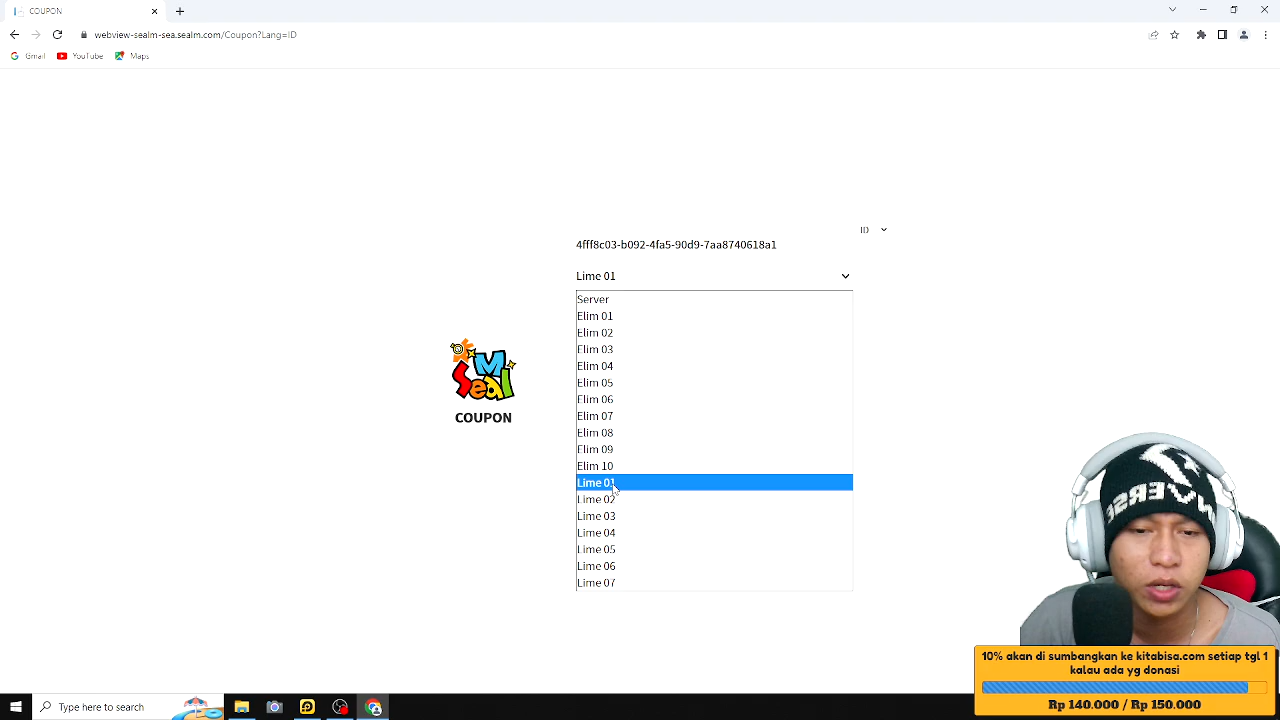 COUPON
webview-sealm-sea.sealm.com/Coupon?Lang=ID
Gmail YouTube Maps
ID
4fff8c03-b092-4fa5-90d9-7aa8740618a1
Lime 01
Server
Elim 01
Elim 02
Elim 03
Elim 04
Elim 05
Elim 06
Elim 07
Elim 08
Elim 09
Elim 10
Lime 01
Lime 02
Lime 03
Lime 04
Lime 05
Lime 06
Lime 07
M
Seal
COUPON
VERSE
10% akan di sumbangkan ke kitabisa.com setiap tgl 1
kalau ada yg donasi
Rp 140.000 / Rp 150.000
Type here to search